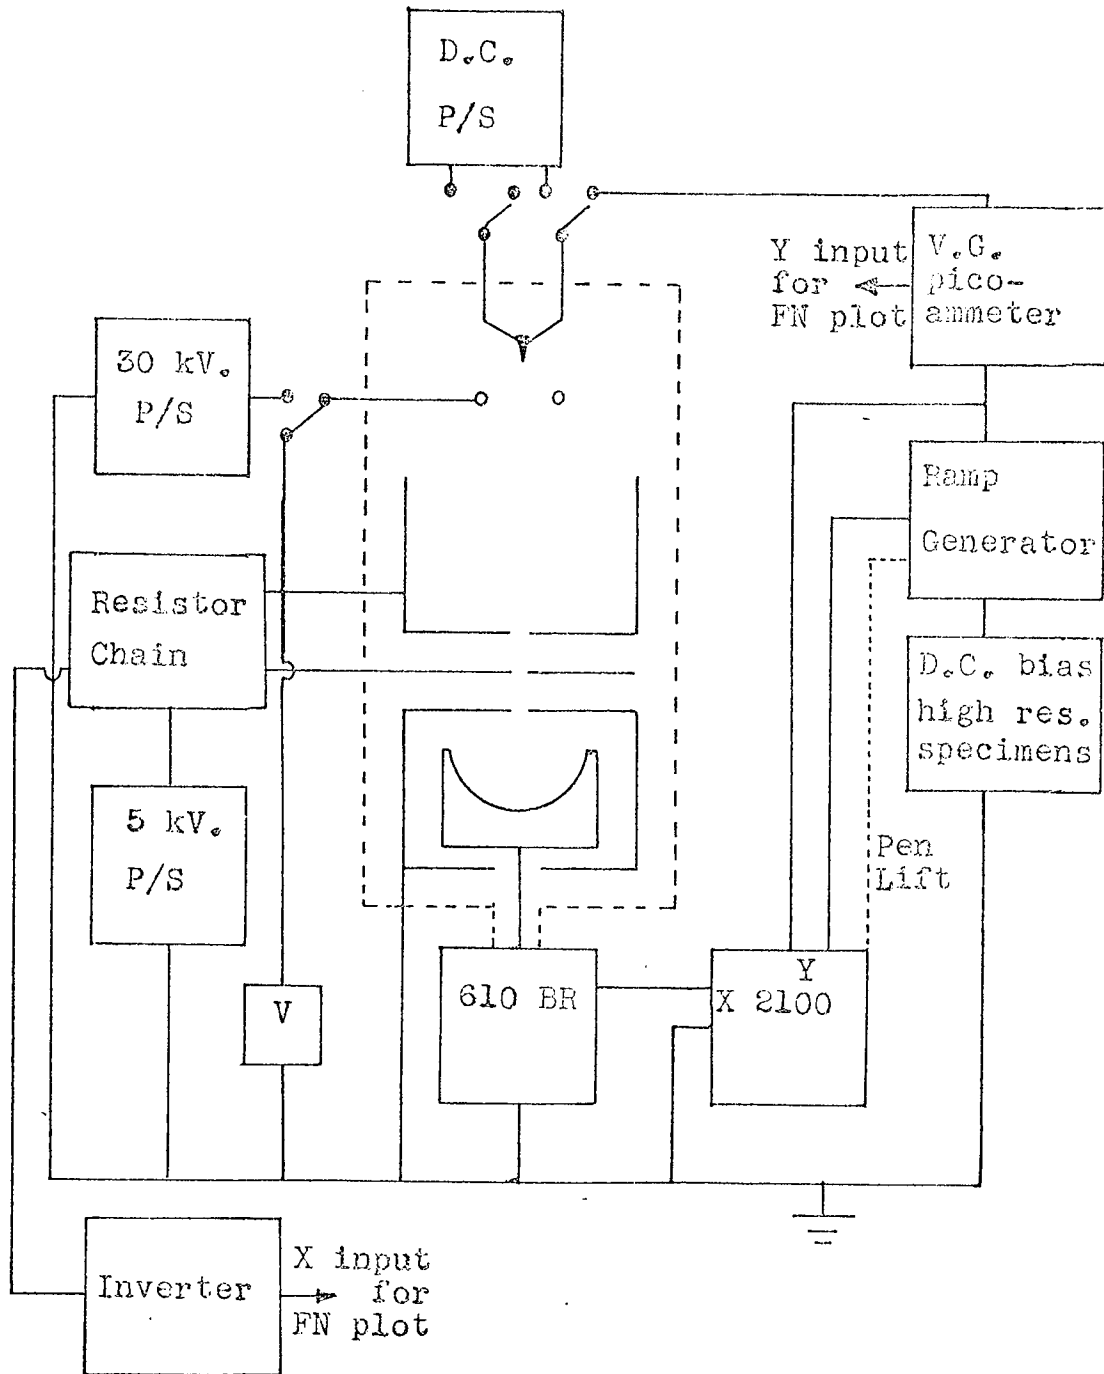 D.C.
P/S
Y input
for
FN plot
V.G.
pico-
ammeter
30 kV.
P/S
Ramp
Generator
Resistor
Chain
D.C. bias
high res.
specimens
5 kV.
P/S
Pen
Lift
V
610 BR
Y
X 2100
Inverter
X input
for
FN plot